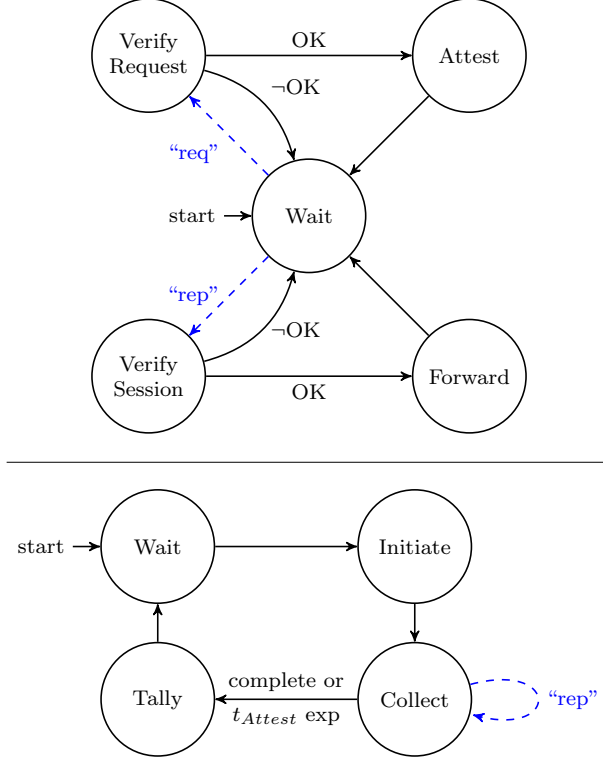 Verify
Request
OK
Attest
¬OK
“req”
start
Wait
“rep”
¬OK
Verify
Session
OK
Forward
start
Wait
Initiate
Tally
complete or
tAttest exp
Collect
“rep”